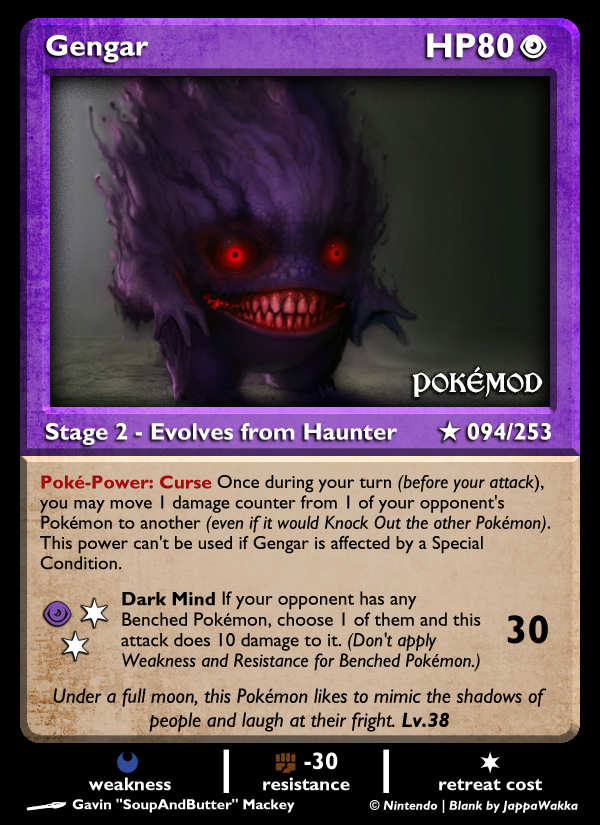 Gengar HP80
POKÉMOD
Stage 2 - Evolves from Haunter ★ 094/253
Poké-Power: Curse Once during your turn (before your attack),
you may move 1 damage counter from 1 of your opponent's
Pokémon to another (even if it would Knock Out the other Pokémon).
This power can't be used if Gengar is affected by a Special
Condition.
Dark Mind If your opponent has any
Benched Pokémon, choose 1 of them and this
attack does 10 damage to it. (Don't apply
Weakness and Resistance for Benched Pokémon.)
30
Under a full moon, this Pokémon likes to mimic the shadows of
people and laugh at their fright. Lv.38
-30
weakness resistance retreat cost
Gavin "SoupAndButter" Mackey © Nintendo | Blank by JappaWakka